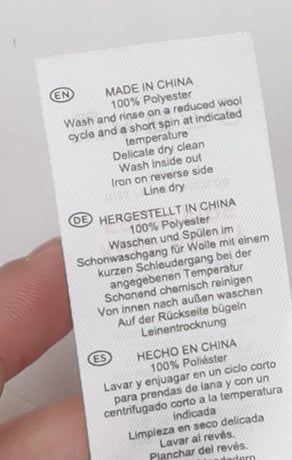 EN MADE IN CHINA
100% Polyester
Wash and rinse on a reduced wool
cycle and a short spin at indicated
temperature
Delicate dry clean
Wash inside out
Iron on reverse side
Line dry
DE HERGESTELLT IN CHINA
100% Polyester
Waschen und Spülen im
Schonwaschgang für Wolle mit einem
kurzen Schleudergang bei der
angegebenen Temperatur
Schonend chemisch reinigen
Von innen nach außen waschen
Auf der Rückseite bügeln
Leinentrocknung
ES HECHO EN CHINA
100% Poliéster
Lavar y enjuagar en un ciclo corto
para prendas de lana y con un
centrifugado corto a la temperatura
indicada
Limpieza en seco delicada
Lavar al revés.
Planchar del revés.